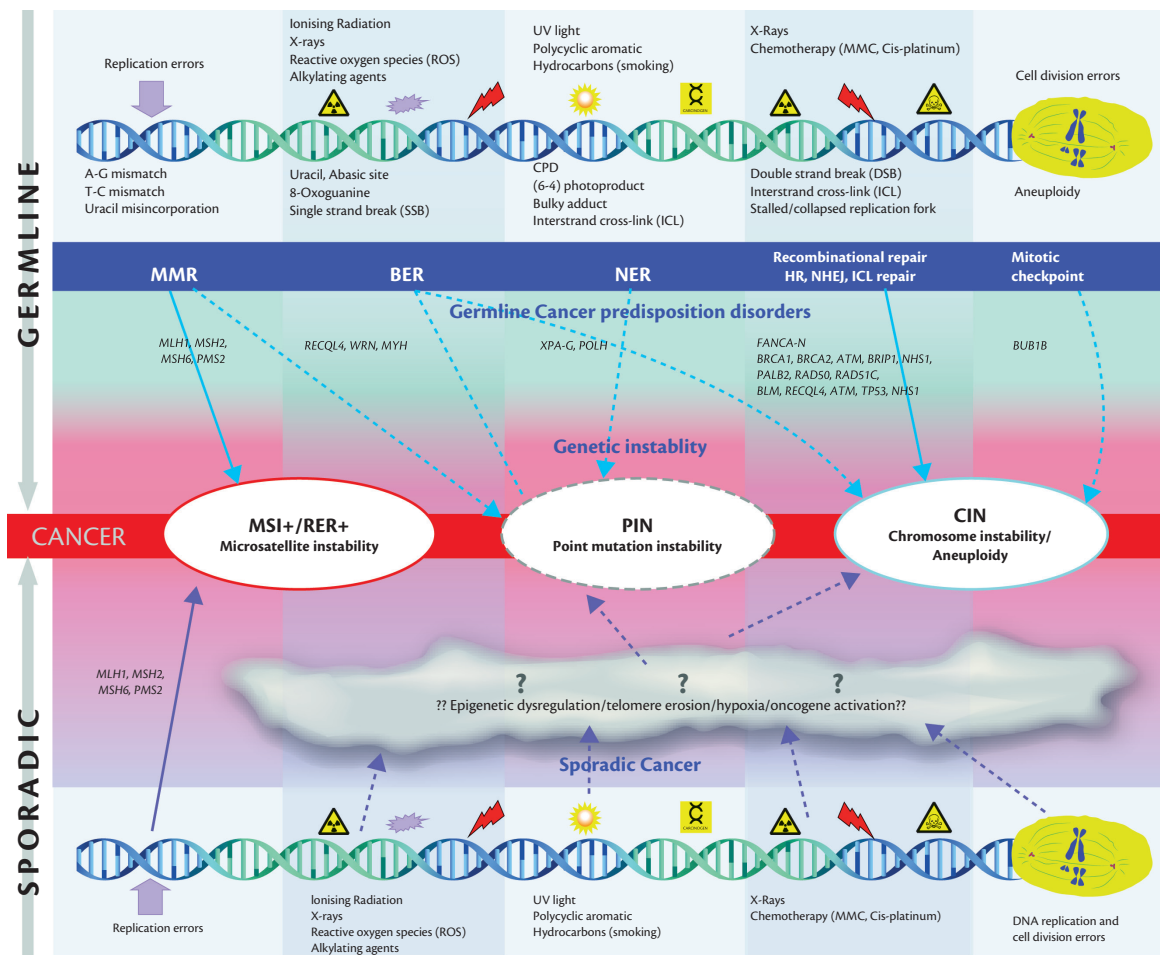 GERMLINE
Replication errors
Ionising Radiation
X-rays
Reactive oxygen species (ROS)
Alkylating agents
UV light
Polycyclic aromatic
Hydrocarbons (smoking)
CARCINOGEN
X-Rays
Chemotherapy (MMC, Cis-platinum)
Cell division errors
A-G mismatch
T-C mismatch
Uracil misincorporation
Uracil, Abasic site
8-Oxoguanine
Single strand break (SSB)
CPD
(6-4) photoproduct
Bulky adduct
Interstrand cross-link (ICL)
Double strand break (DSB)
Interstrand cross-link (ICL)
Stalled/collapsed replication fork
Aneuploidy
MMR
BER
NER
Recombinational repair
HR, NHEJ, ICL repair
Mitotic
checkpoint
Germline Cancer predisposition disorders
MLH1, MSH2,
MSH6, PMS2
RECQL4, WRN, MYH
XPA-G, POLH
FANCA-N
BRCA1, BRCA2, ATM, BRIP1, NHS1,
PALB2, RAD50, RAD51C,
BLM, RECQL4, ATM, TP53, NHS1
BUB1B
Genetic instablity
CANCER
MSI+/RER+
Microsatellite instability
PIN
Point mutation instability
CIN
Chromosome instability/
Aneuploidy
SPORADIC
MLH1, MSH2,
MSH6, PMS2
? ? ?
?? Epigenetic dysregulation/telomere erosion/hypoxia/oncogene activation??
Sporadic Cancer
CARCINOGEN
Replication errors
Ionising Radiation
X-rays
Reactive oxygen species (ROS)
Alkylating agents
UV light
Polycyclic aromatic
Hydrocarbons (smoking)
X-Rays
Chemotherapy (MMC, Cis-platinum)
DNA replication and
cell division errors